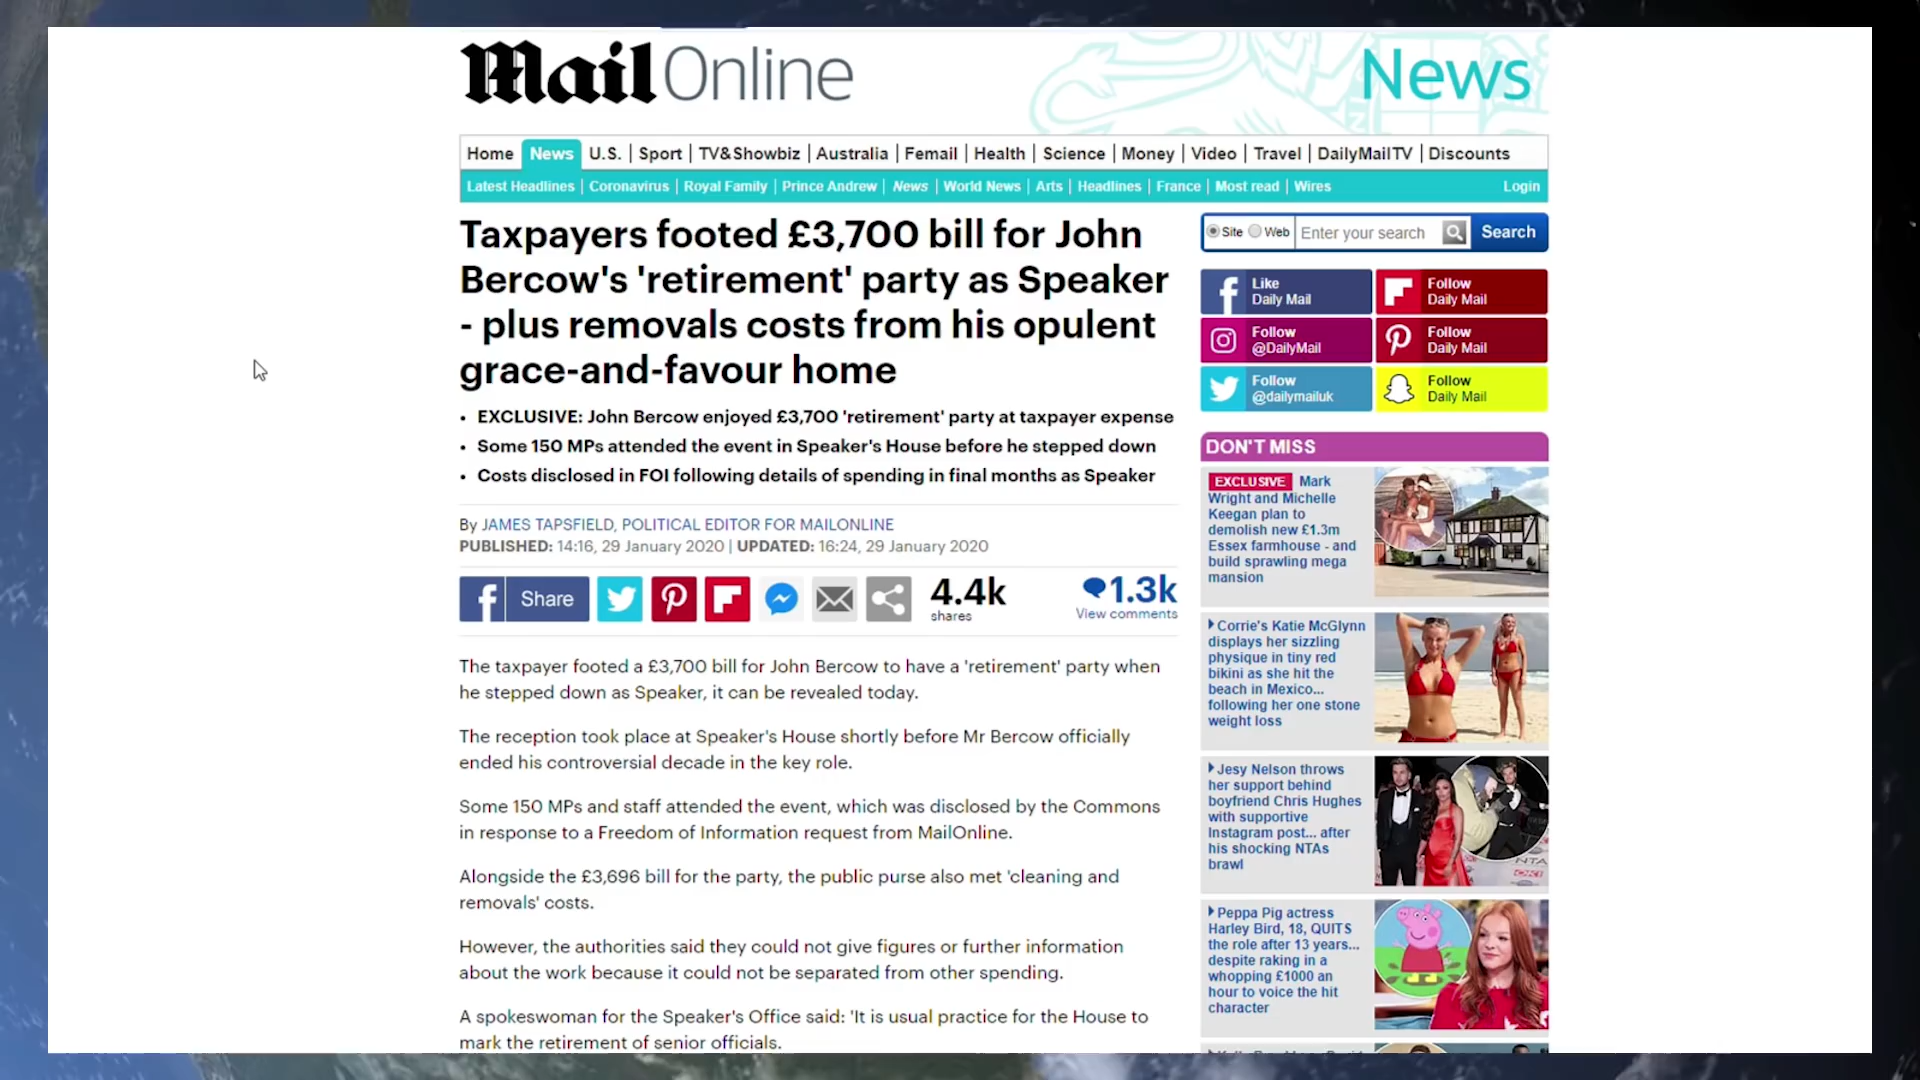 Mail Online
News
Home News U.S. Sport TV&Showbiz Australia Femail Health Science Money Video Travel DailyMailTV Discounts
Latest Headlines Coronavirus Royal Family Prince Andrew News World News Arts Headlines France Most read Wires Login
Taxpayers footed £3,700 bill for John
Bercow's 'retirement' party as Speaker
- plus removals costs from his opulent
grace-and-favour home
• EXCLUSIVE: John Bercow enjoyed £3,700 'retirement' party at taxpayer expense
• Some 150 MPs attended the event in Speaker's House before he stepped down
• Costs disclosed in FOI following details of spending in final months as Speaker
By JAMES TAPSFIELD, POLITICAL EDITOR FOR MAILONLINE
PUBLISHED: 14:16, 29 January 2020 | UPDATED: 16:24, 29 January 2020
Share
4.4k
shares
1.3k
View comments
The taxpayer footed a £3,700 bill for John Bercow to have a 'retirement' party when
he stepped down as Speaker, it can be revealed today.
The reception took place at Speaker's House shortly before Mr Bercow officially
ended his controversial decade in the key role.
Some 150 MPs and staff attended the event, which was disclosed by the Commons
in response to a Freedom of Information request from MailOnline.
Alongside the £3,696 bill for the party, the public purse also met 'cleaning and
removals' costs.
However, the authorities said they could not give figures or further information
about the work because it could not be separated from other spending.
A spokeswoman for the Speaker's Office said: 'It is usual practice for the House to
mark the retirement of senior officials.
Site Web Enter your search Search
Like
Daily Mail
Follow
Daily Mail
Follow
@DailyMail
Follow
Daily Mail
Follow
@dailymailuk
Follow
Daily Mail
DON'T MISS
EXCLUSIVE Mark
Wright and Michelle
Keegan plan to
demolish new £1.3m
Essex farmhouse - and
build sprawling mega
mansion
Corrie's Katie McGlynn
displays her sizzling
physique in tiny red
bikini as she hit the
beach in Mexico...
following her one stone
weight loss
Jesy Nelson throws
her support behind
boyfriend Chris Hughes
with supportive
Instagram post... after
his shocking NTAs
brawl
Peppa Pig actress
Harley Bird, 18, QUITS
the role after 13 years...
despite raking in a
whopping £1000 an
hour to voice the hit
character